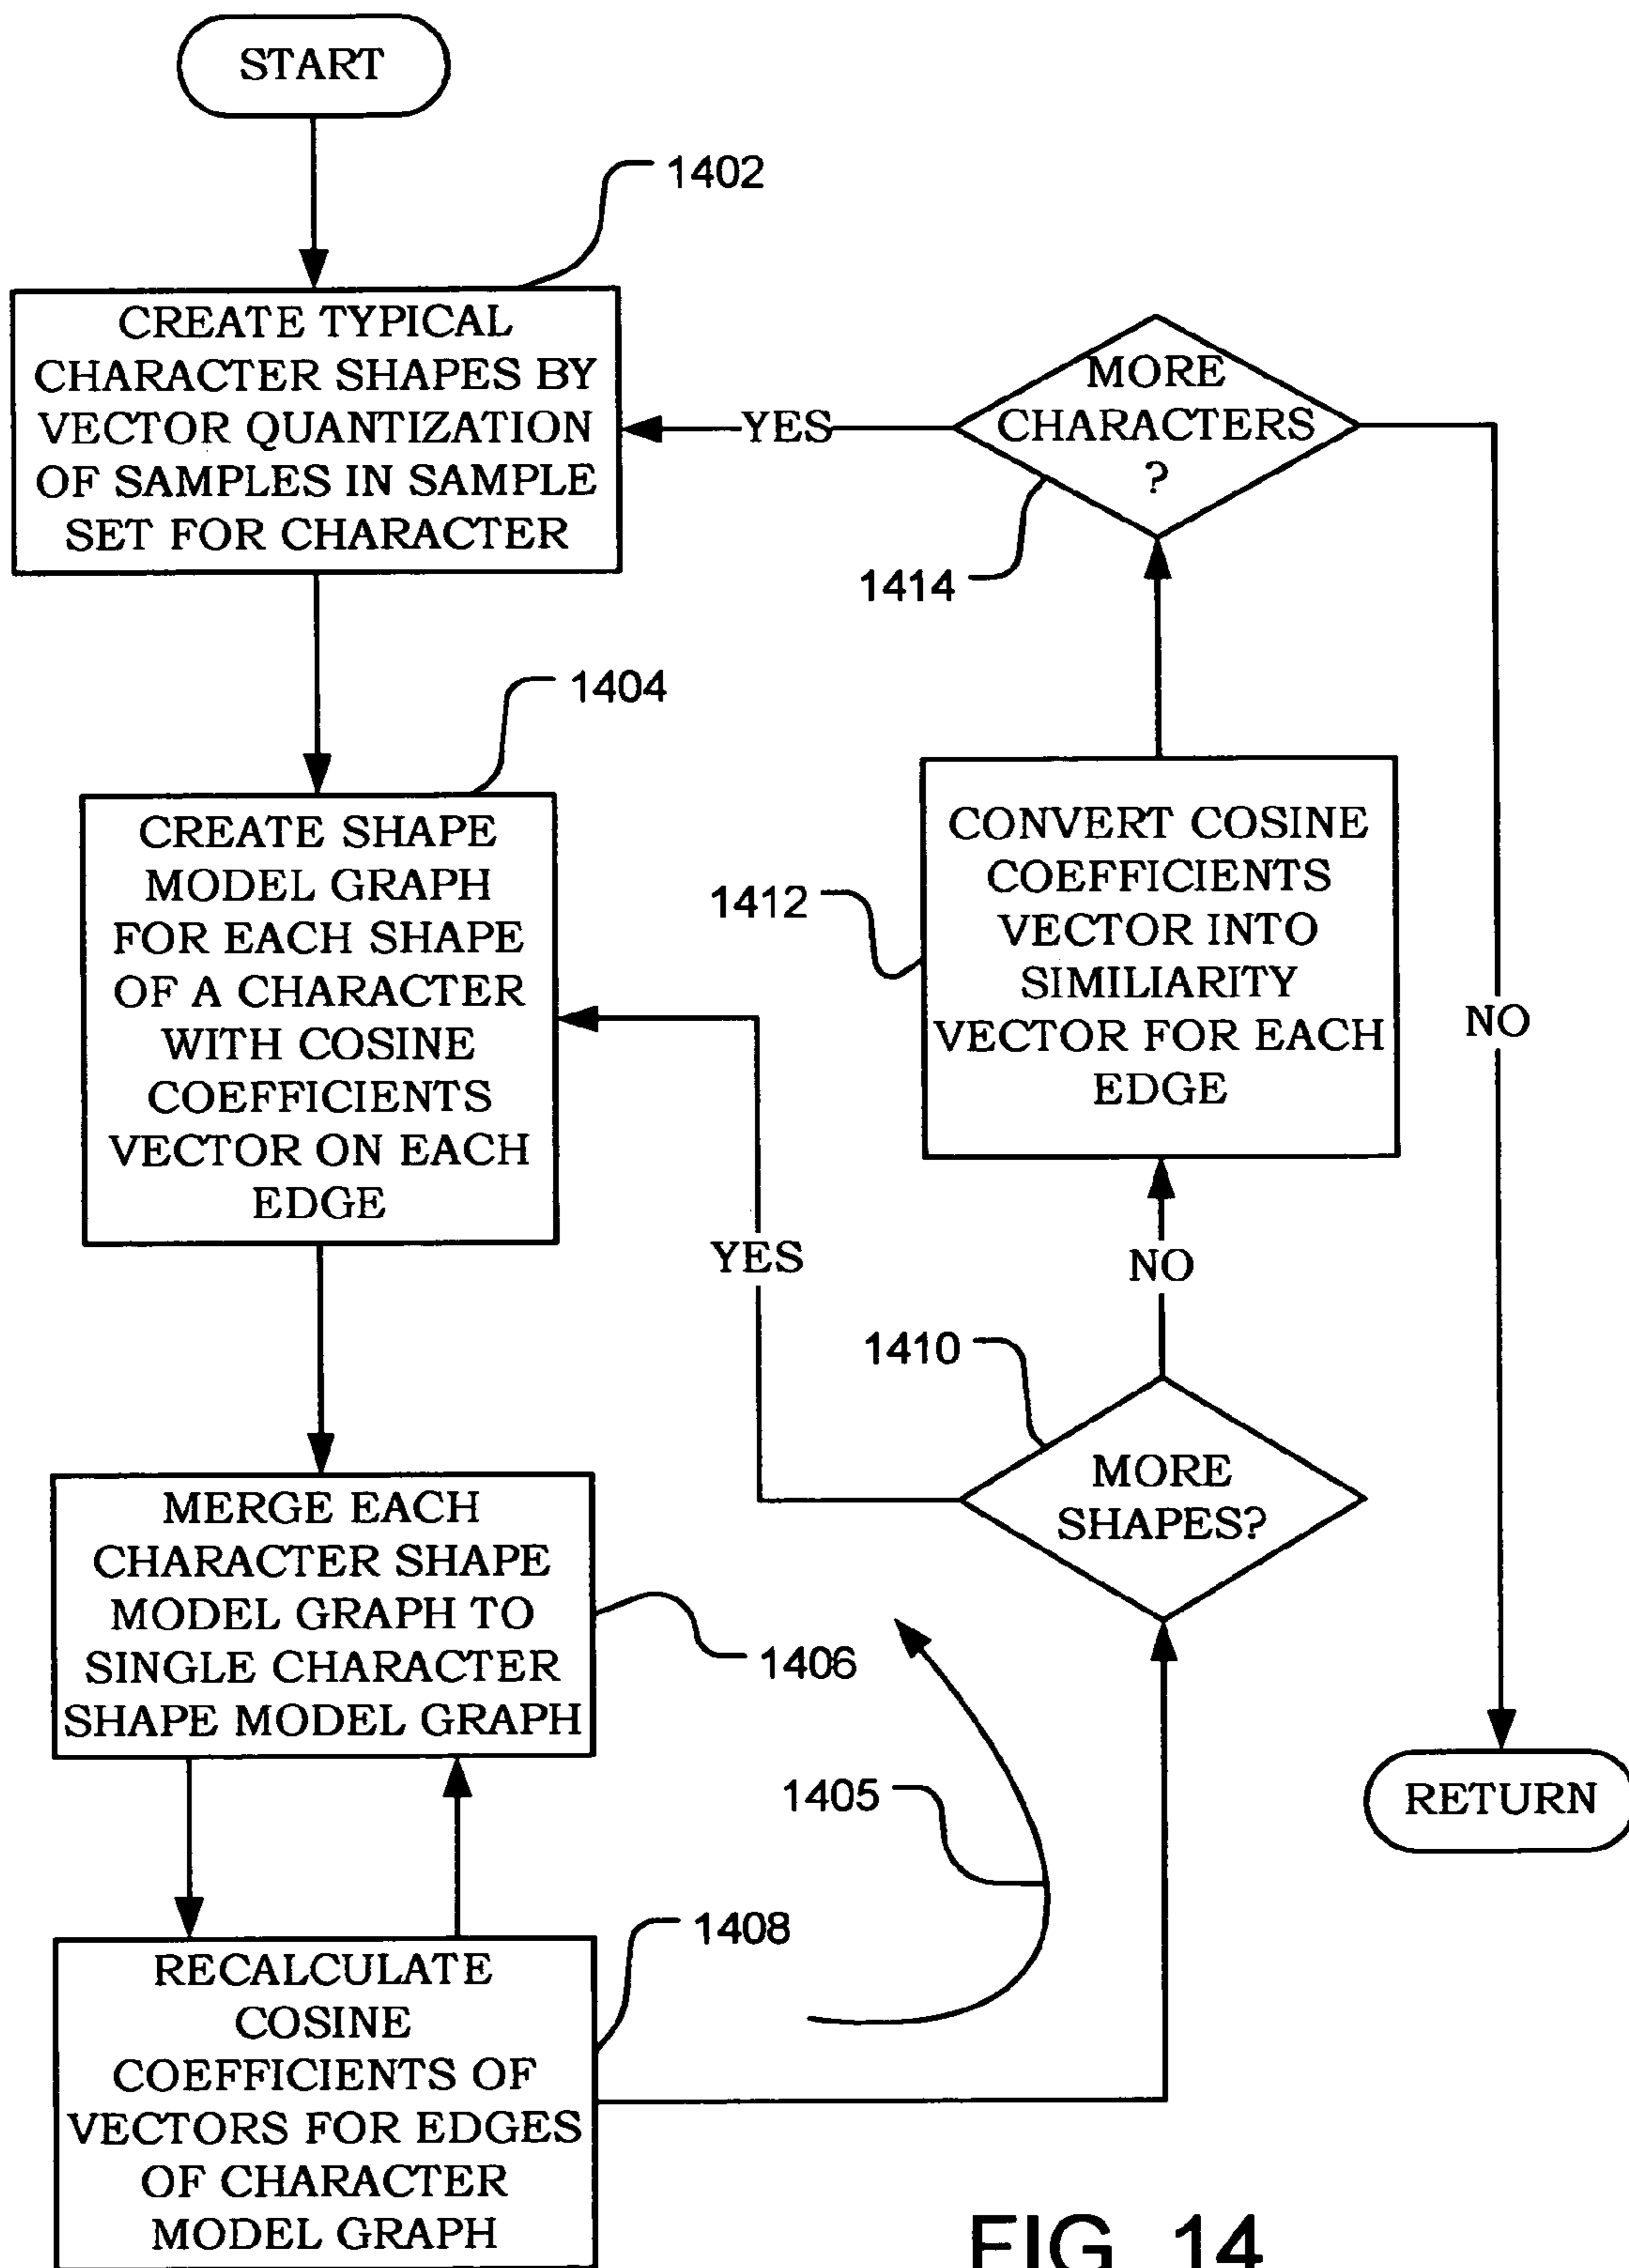 START
1402
CREATE TYPICAL
CHARACTER SHAPES BY
VECTOR QUANTIZATION
OF SAMPLES IN SAMPLE
SET FOR CHARACTER
MORE
CHARACTERS
?
YES
1414
NO
1404
CREATE SHAPE
MODEL GRAPH
FOR EACH SHAPE
OF A CHARACTER
WITH COSINE
COEFFICIENTS
VECTOR ON EACH
EDGE
1412
CONVERT COSINE
COEFFICIENTS
VECTOR INTO
SIMILIARITY
VECTOR FOR EACH
EDGE
YES
NO
1410
MORE
SHAPES?
MERGE EACH
CHARACTER SHAPE
MODEL GRAPH TO
SINGLE CHARACTER
SHAPE MODEL GRAPH
1406
1405
RETURN
1408
RECALCULATE
COSINE
COEFFICIENTS OF
VECTORS FOR EDGES
OF CHARACTER
MODEL GRAPH
FIG. 14